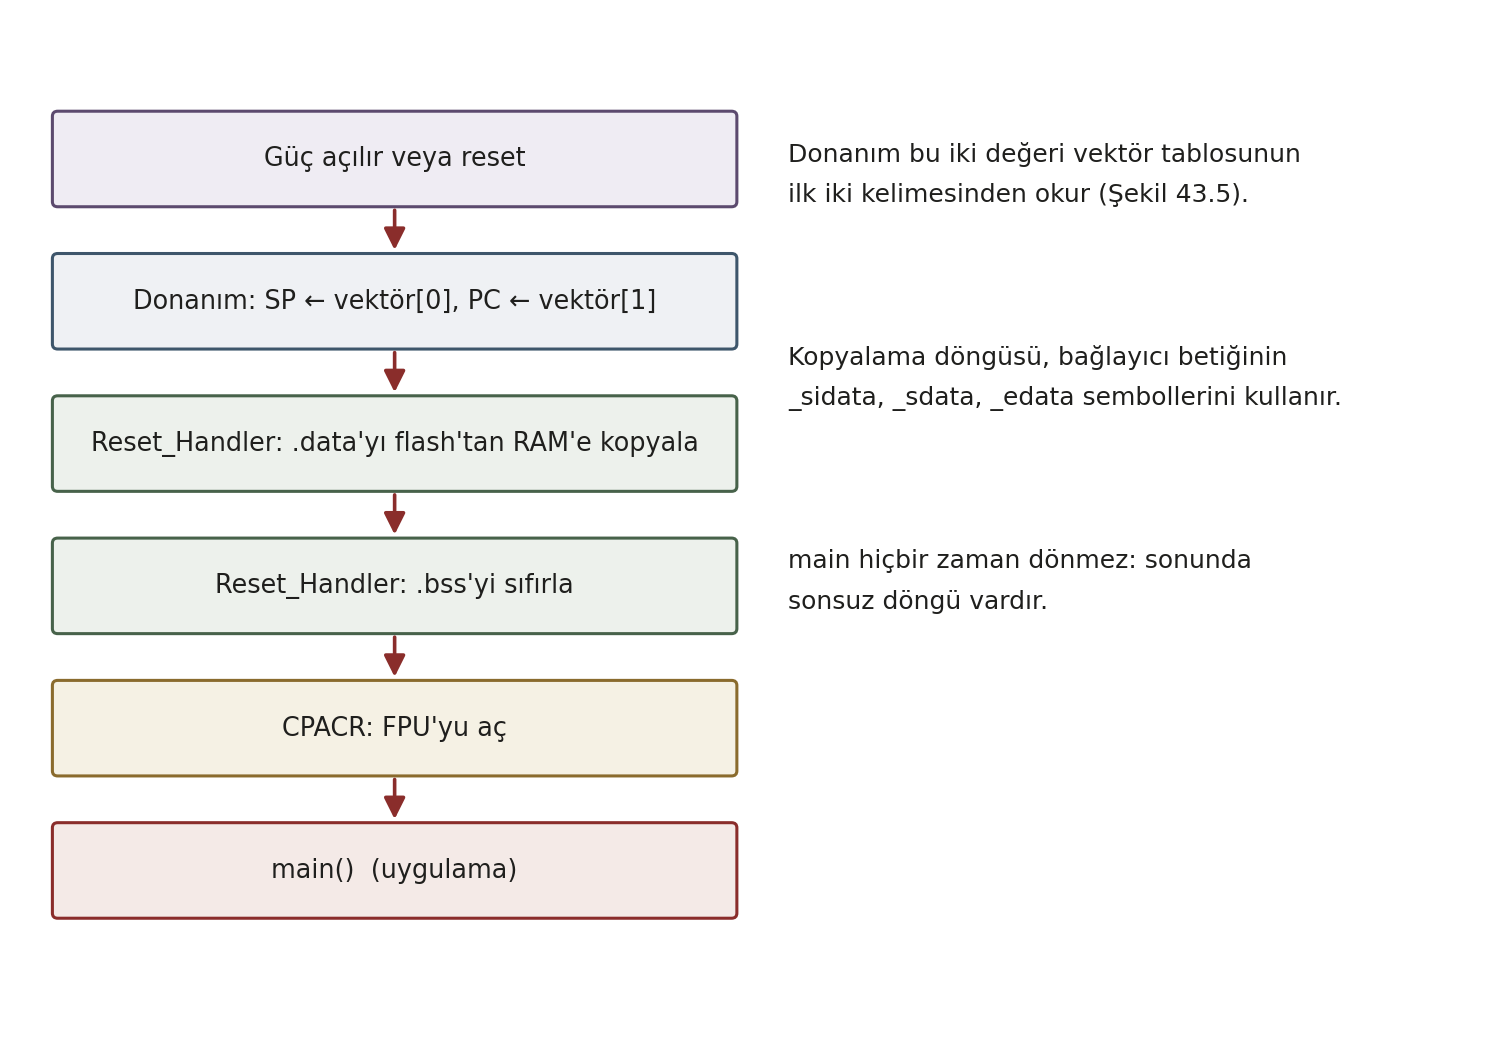 Güç açılır veya reset
Donanım: SP ← vektör[0], PC ← vektör[1]
Reset_Handler: .data'yı flash'tan RAM'e kopyala
Reset_Handler: .bss'yi sıfırla
CPACR: FPU'yu aç
main()  (uygulama)
Donanım bu iki değeri vektör tablosunun
ilk iki kelimesinden okur (Şekil 43.5).
Kopyalama döngüsü, bağlayıcı betiğinin
_sidata, _sdata, _edata sembollerini kullanır.
main hiçbir zaman dönmez: sonunda
sonsuz döngü vardır.